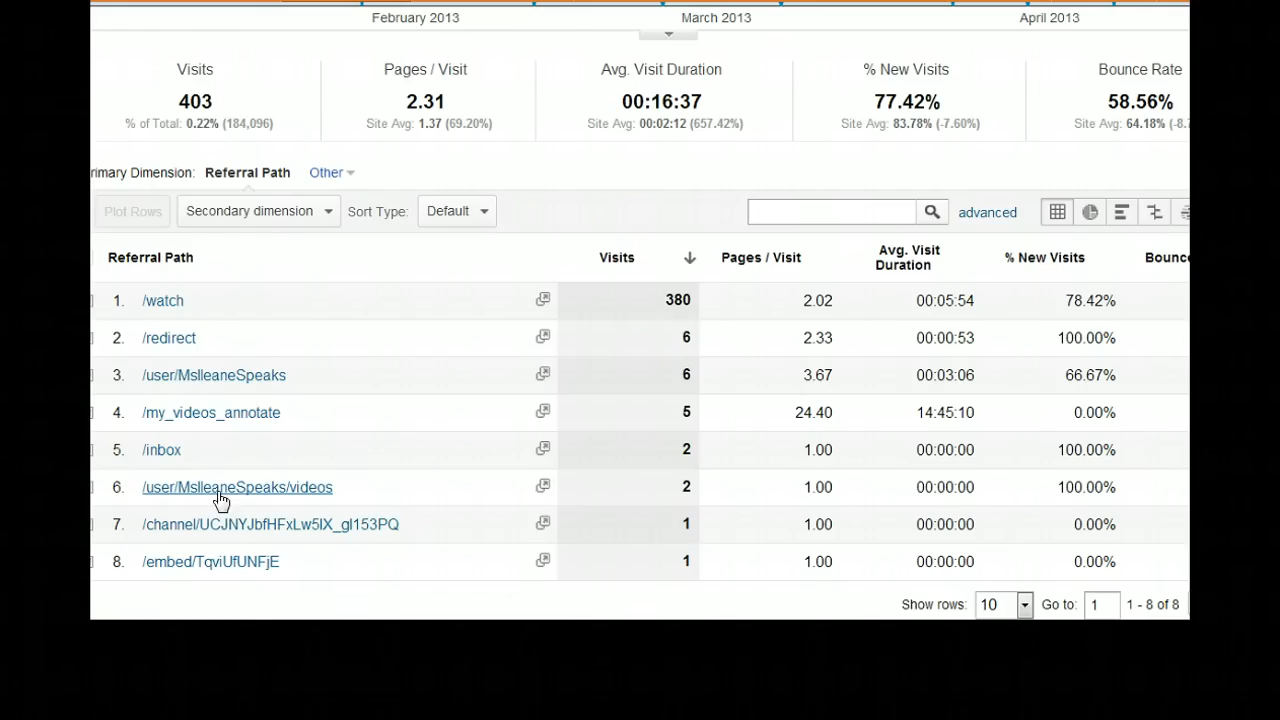 February 2013 March 2013 April 2013
Visits Pages / Visit Avg. Visit Duration % New Visits Bounce Rate
403 2.31 00:16:37 77.42% 58.56%
% of Total: 0.22% (184,096) Site Avg: 1.37 (69.20%) Site Avg: 00:02:12 (657.42%) Site Avg: 83.78% (-7.60%) Site Avg: 64.18% (-8.7
rimary Dimension: Referral Path Other
Plot Rows Secondary dimension Sort Type: Default advanced
Referral Path Visits Pages / Visit Avg. Visit Duration % New Visits Bounce
1. /watch 380 2.02 00:05:54 78.42%
2. /redirect 6 2.33 00:00:53 100.00%
3. /user/MsIleaneSpeaks 6 3.67 00:03:06 66.67%
4. /my_videos_annotate 5 24.40 14:45:10 0.00%
5. /inbox 2 1.00 00:00:00 100.00%
6. /user/MsIleaneSpeaks/videos 2 1.00 00:00:00 100.00%
7. /channel/UCJNYJbfHFxLw5lX_gl153PQ 1 1.00 00:00:00 0.00%
8. /embed/TqviUfUNFjE 1 1.00 00:00:00 0.00%
Show rows: 10 Go to: 1 1 - 8 of 8